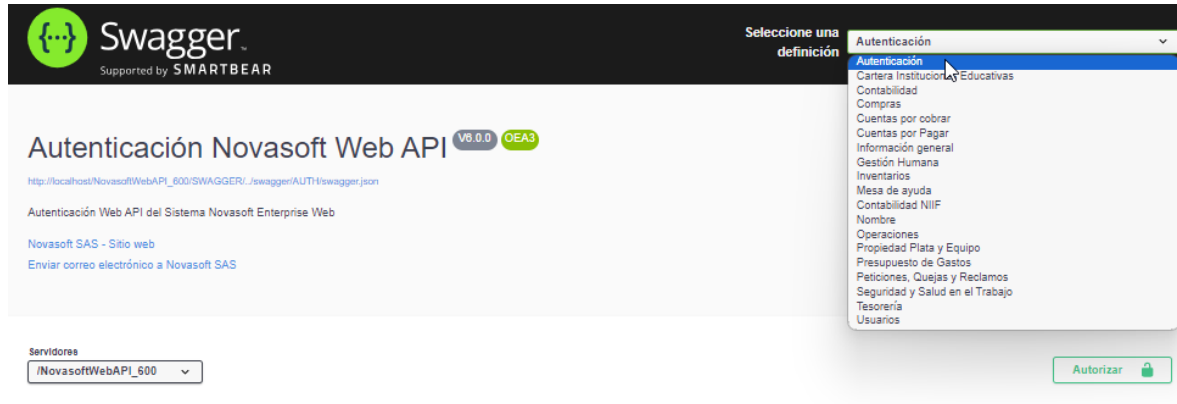 Swagger
Supported by SMARTBEAR
Seleccione una
definición
Autenticación
Autenticación
Cartera Instituciones Educativas
Contabilidad
Compras
Cuentas por cobrar
Cuentas por Pagar
Información general
Gestión Humana
Inventarios
Mesa de ayuda
Contabilidad NIIF
Nombre
Operaciones
Propiedad Plata y Equipo
Presupuesto de Gastos
Peticiones, Quejas y Reclamos
Seguridad y Salud en el Trabajo
Tesorería
Usuarios
Autenticación Novasoft Web API V6.0.0 OEA3
http://localhost/NovasoftWebAPI_600/SWAGGER/../swagger/AUTH/swagger.json
Autenticación Web API del Sistema Novasoft Enterprise Web
Novasoft SAS - Sitio web
Enviar correo electrónico a Novasoft SAS
Servidores
/NovasoftWebAPI_600
Autorizar